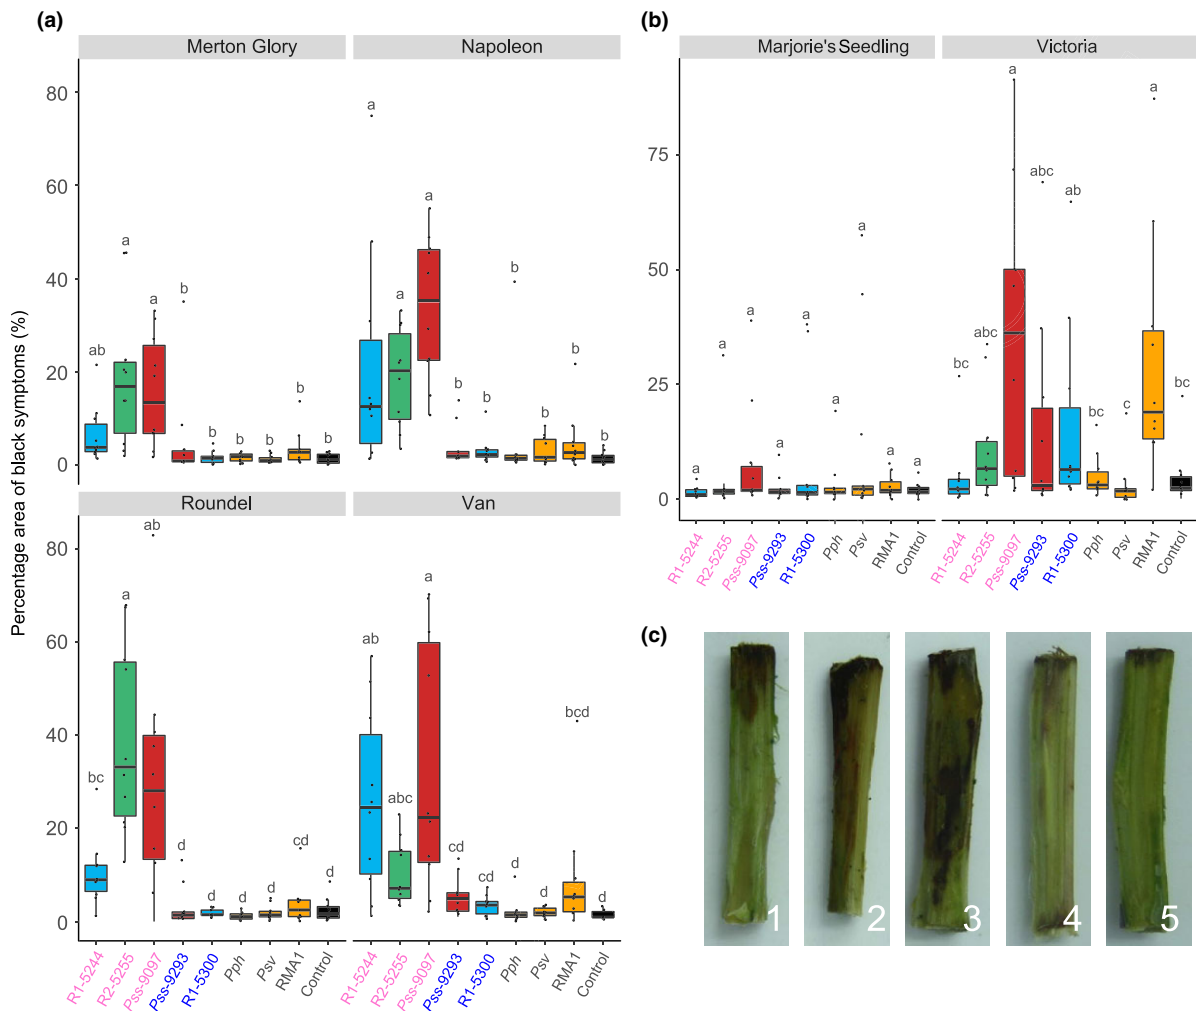 (a)
Merton Glory
Napoleon
80
60
40
20
0
ab
a
a
b
b
b
b
b
b
a
a
a
b
b
b
b
b
b
Roundel
Van
80
60
40
20
0
bc
a
ab
d
d
d
d
cd
d
ab
abc
a
cd
cd
d
d
bcd
d
Percentage area of black symptoms (%)
R1-5244
R2-5255
Pss-9097
Pss-9293
R1-5300
Pph
Psv
RMA1
Control
R1-5244
R2-5255
Pss-9097
Pss-9293
R1-5300
Pph
Psv
RMA1
Control
(b)
Marjorie's Seedling
Victoria
75
50
25
0
a
a
a
a
a
a
a
a
a
bc
abc
a
abc
ab
bc
c
a
bc
R1-5244
R2-5255
Pss-9097
Pss-9293
R1-5300
Pph
Psv
RMA1
Control
R1-5244
R2-5255
Pss-9097
Pss-9293
R1-5300
Pph
Psv
RMA1
Control
(c)
1
2
3
4
5